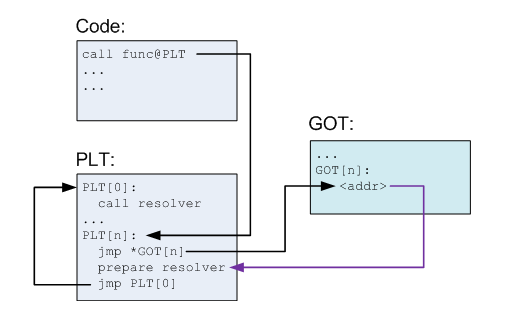 Code:
call func@PLT
...
...
PLT:
PLT[0]:
call resolver
...
PLT[n]:
jmp *GOT[n]
prepare resolver
jmp PLT[0]
GOT:
...
GOT[n]:
<addr>